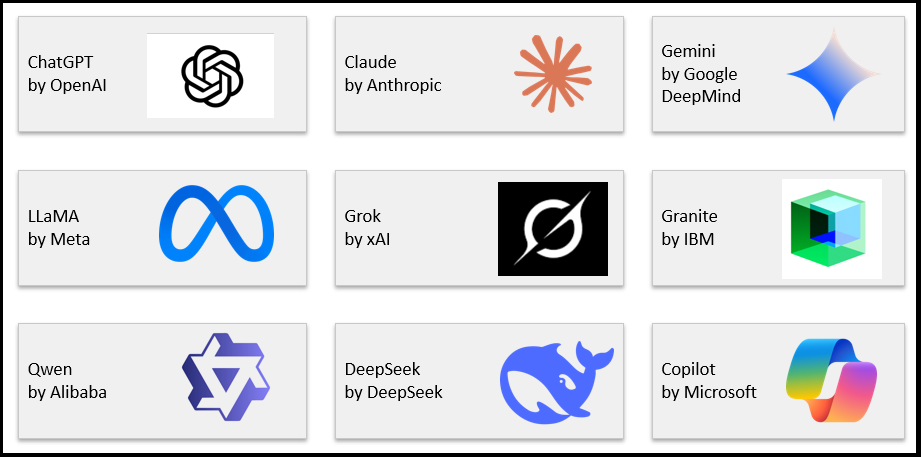 ChatGPT
by OpenAI
Claude
by Anthropic
Gemini
by Google
DeepMind
LLaMA
by Meta
Grok
by xAI
Granite
by IBM
Qwen
by Alibaba
DeepSeek
by DeepSeek
Copilot
by Microsoft